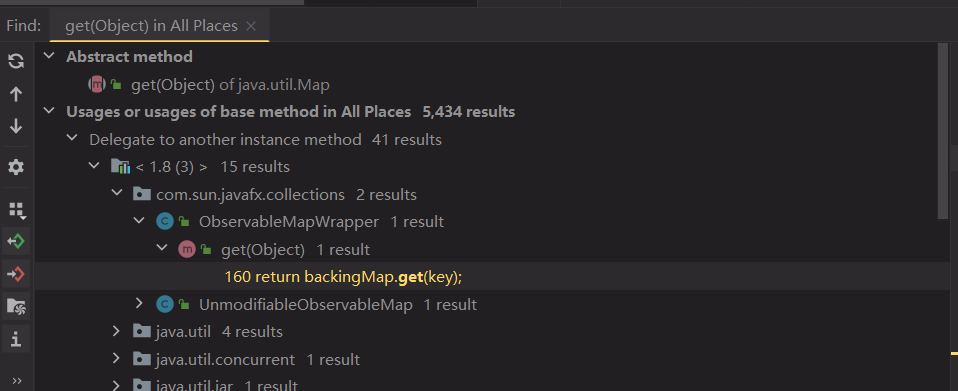 Find: get(Object) in All Places
Abstract method
get(Object) of java.util.Map
Usages or usages of base method in All Places 5,434 results
Delegate to another instance method 41 results
< 1.8 (3) > 15 results
com.sun.javafx.collections 2 results
ObservableMapWrapper 1 result
get(Object) 1 result
160 return backingMap.get(key);
UnmodifiableObservableMap 1 result
java.util 4 results
java.util.concurrent 1 result
java.util.jar 1 result